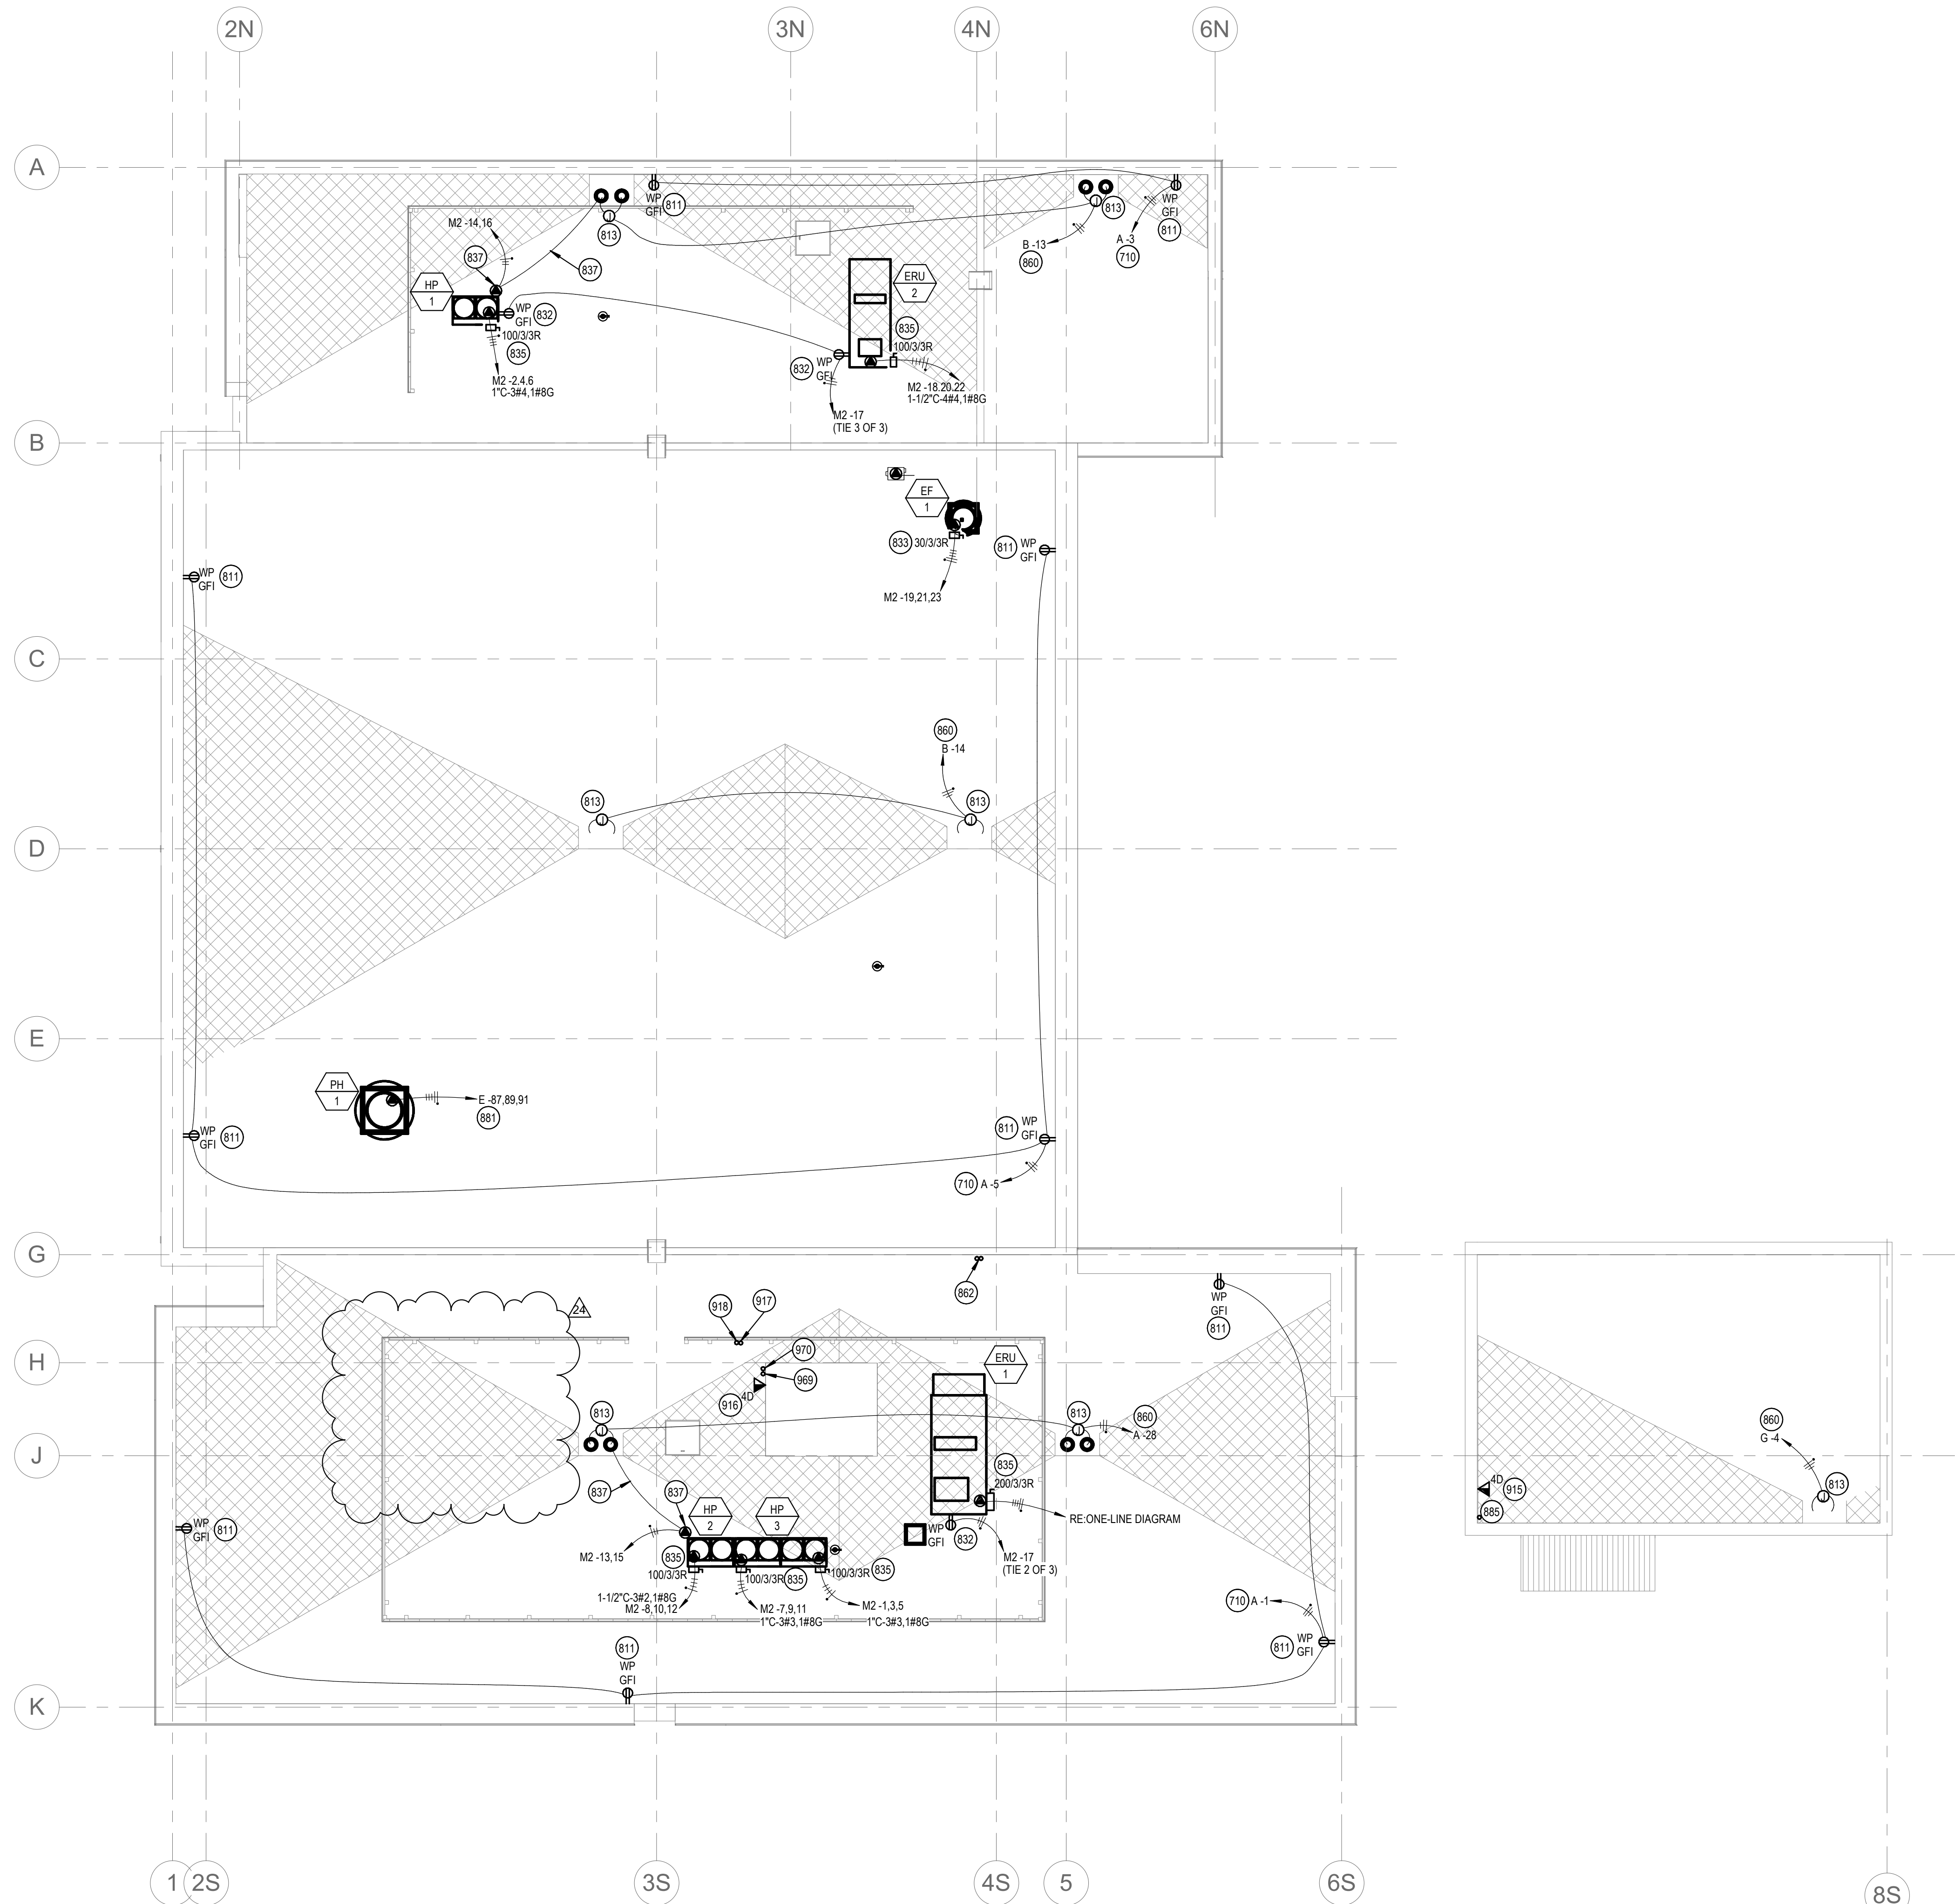 2N
3N
4N
6N
A
WP
GFI
811
813
813
WP
GFI
811
M2 -14,16
B -13
860
A -3
710
837
837
HP
1
ERU
2
WP
GFI
832
100/3/3R
835
835
100/3/3R
832
WP
GFI
M2 -2.4.6
1"C-3#4,1#8G
M2 -18.20.22
1-1/2"C-4#4,1#8G
M2 -17
(TIE 3 OF 3)
B
EF
1
833
30/3/3R
811
WP
GFI
WP
GFI
811
M2 -19,21,23
C
860
B -14
813
813
D
E
PH
1
E -87,89,91
881
WP
GFI
811
811
WP
GFI
710
A -5
G
862
WP
GFI
811
24
918
917
970
969
H
ERU
1
4D
916
813
813
860
A -28
860
G -4
J
835
200/3/3R
4D
915
813
885
837
837
HP
2
HP
3
RE:ONE-LINE DIAGRAM
WP
GFI
811
WP
GFI
832
M2 -13,15
835
100/3/3R
100/3/3R
835
100/3/3R
835
M2 -17
(TIE 2 OF 3)
1-1/2"C-3#2,1#8G
M2 -8,10,12
M2 -7,9,11
1"C-3#3,1#8G
M2 -1,3,5
1"C-3#3,1#8G
710
A -1
811
WP
GFI
811
WP
GFI
K
1
2S
3S
4S
5
6S
8S